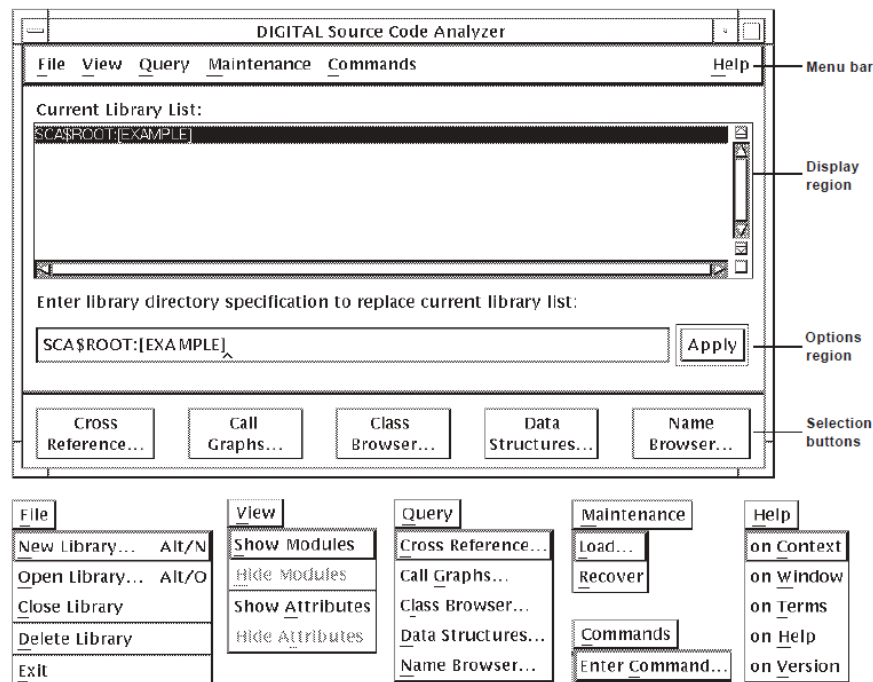 DIGITAL Source Code Analyzer
File View Query Maintenance Commands Help
Menu bar
Current Library List:
SCA$ROOT:[EXAMPLE]
Display
region
Enter library directory specification to replace current library list:
SCA$ROOT:[EXAMPLE]
Apply
Options
region
Cross
Reference...
Call
Graphs...
Class
Browser...
Data
Structures...
Name
Browser...
Selection
buttons
File
New Library... Alt/N
Open Library... Alt/O
Close Library
Delete Library
Exit
View
Show Modules
Hide Modules
Show Attributes
Hide Attributes
Query
Cross Reference...
Call Graphs...
Class Browser...
Data Structures...
Name Browser...
Maintenance
Load...
Recover
Commands
Enter Command...
Help
on Context
on Window
on Terms
on Help
on Version